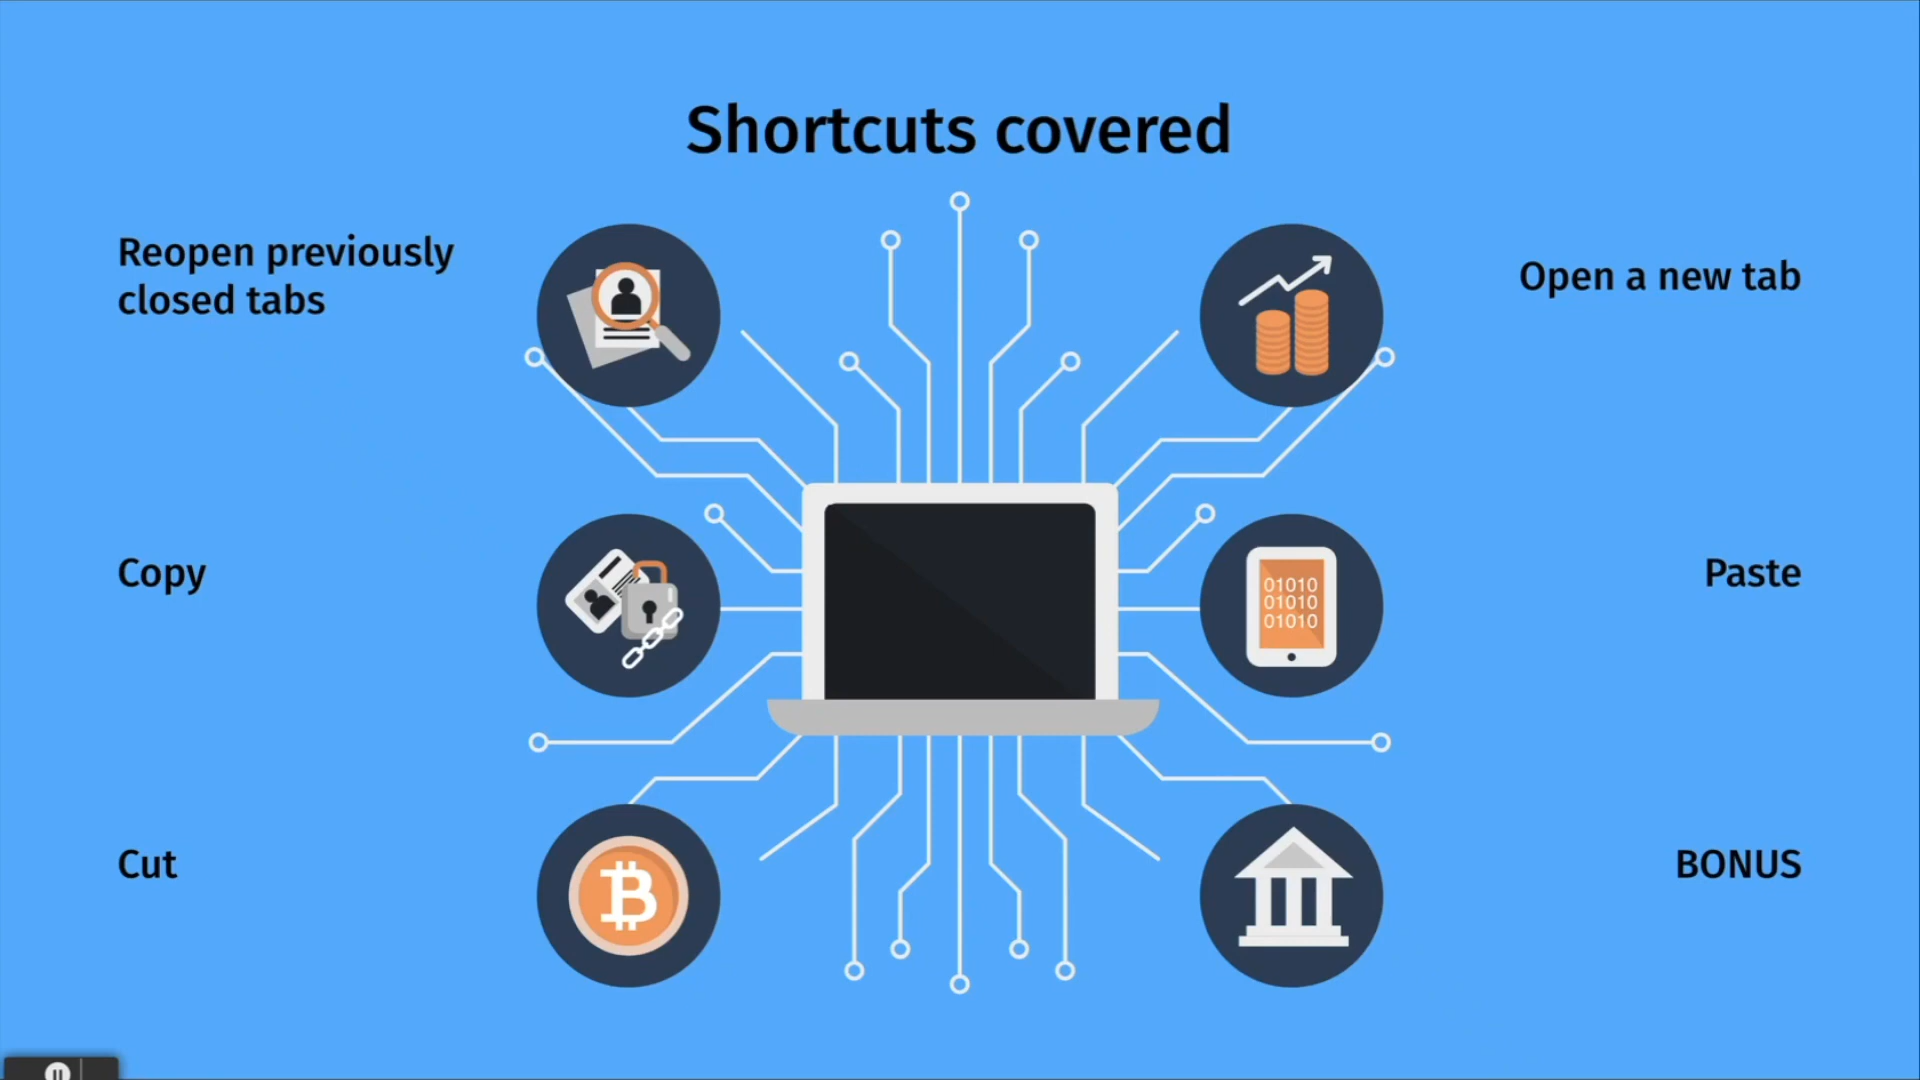 Shortcuts covered
Reopen previously
closed tabs
Open a new tab
Copy
Paste
01010
01010
01010
Cut
BONUS